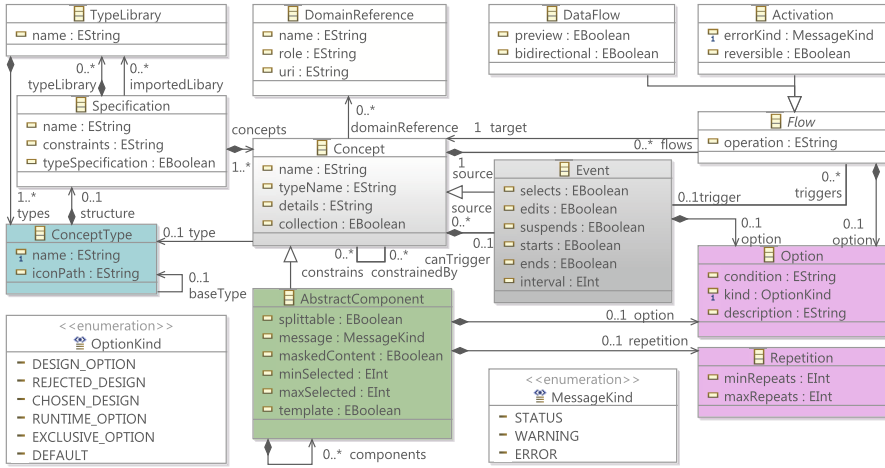 TypeLibrary
name : EString
DomainReference
name : EString
role : EString
uri : EString
DataFlow
preview : EBoolean
bidirectional : EBoolean
Activation
errorKind : MessageKind
reversible : EBoolean
0..*
typeLibrary
0..*
importedLibary
Specification
name : EString
constraints : EString
typeSpecification : EBoolean
concepts
1..*
0..*
domainReference
1 target
0..* flows
Flow
operation : EString
Concept
name : EString
typeName : EString
details : EString
collection : EBoolean
1
source
source
0..*
0..1
canTrigger
Event
selects : EBoolean
edits : EBoolean
suspends : EBoolean
starts : EBoolean
ends : EBoolean
interval : EInt
0..1trigger
0..*
triggers
0..1
option
0..1
option
1..*
types
0..1
structure
ConceptType
name : EString
iconPath : EString
0..1 type
0..1
baseType
0..*
constrains
0..*
constrainedBy
Option
condition : EString
kind : OptionKind
description : EString
AbstractComponent
splittable : EBoolean
message : MessageKind
maskedContent : EBoolean
minSelected : EInt
maxSelected : EInt
template : EBoolean
0..1 option
0..1 repetition
Repetition
minRepeats : EInt
maxRepeats : EInt
<<enumeration>>
OptionKind
DESIGN_OPTION
REJECTED_DESIGN
CHOSEN_DESIGN
RUNTIME_OPTION
EXCLUSIVE_OPTION
DEFAULT
<<enumeration>>
MessageKind
STATUS
WARNING
ERROR
0..* components